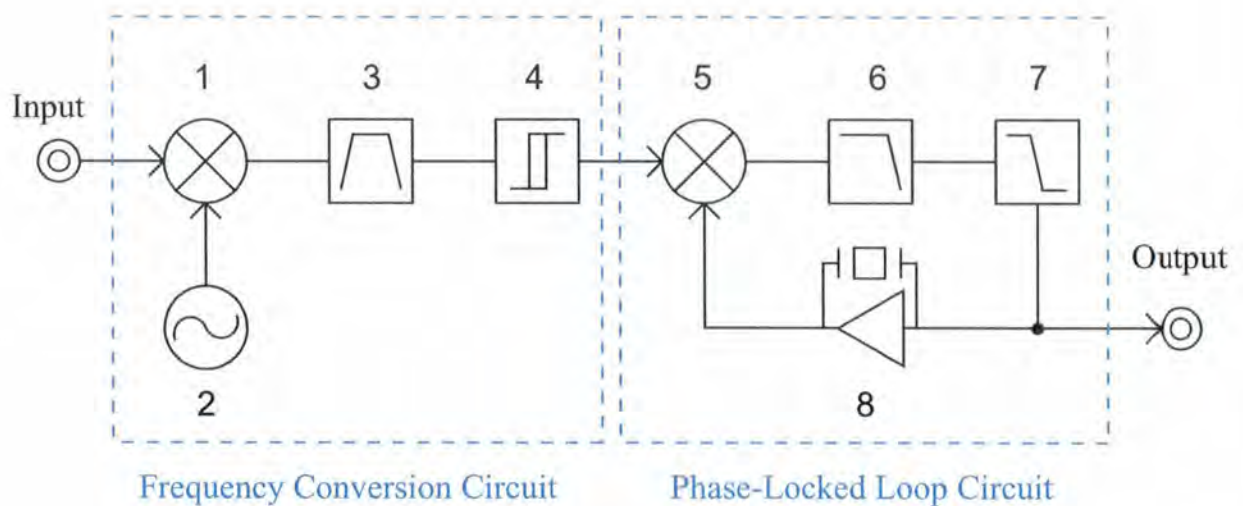 1
3
4
5
6
7
Input
Output
2
8
Frequency Conversion Circuit
Phase-Locked Loop Circuit